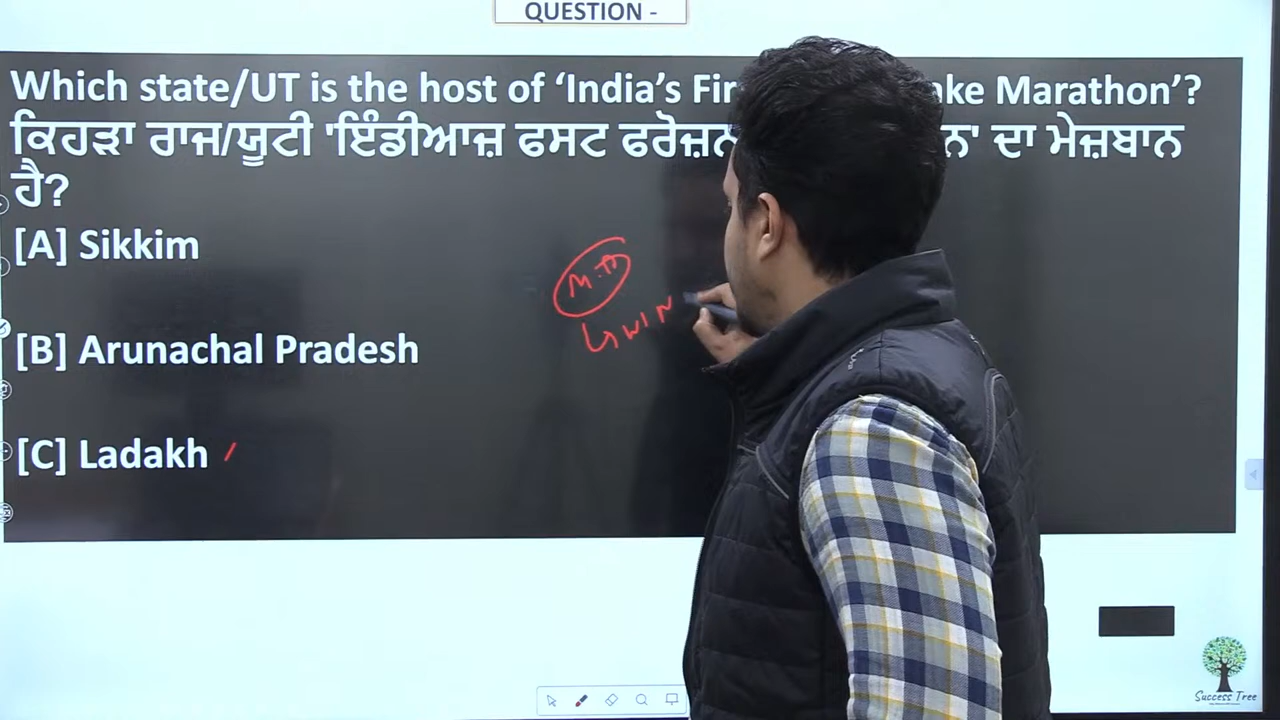 QUESTION -
Which state/UT is the host of ‘India’s Fir ake Marathon’?
ਕਿਹੜਾ ਰਾਜ/ਯੂਟੀ 'ਇੰਡੀਆਜ਼ ਫਸਟ ਫਰੋਜ਼ਨ ਨ' ਦਾ ਮੇਜ਼ਬਾਨ
ਹੈ?
[A] Sikkim
[B] Arunachal Pradesh
[C] Ladakh
Success Tree